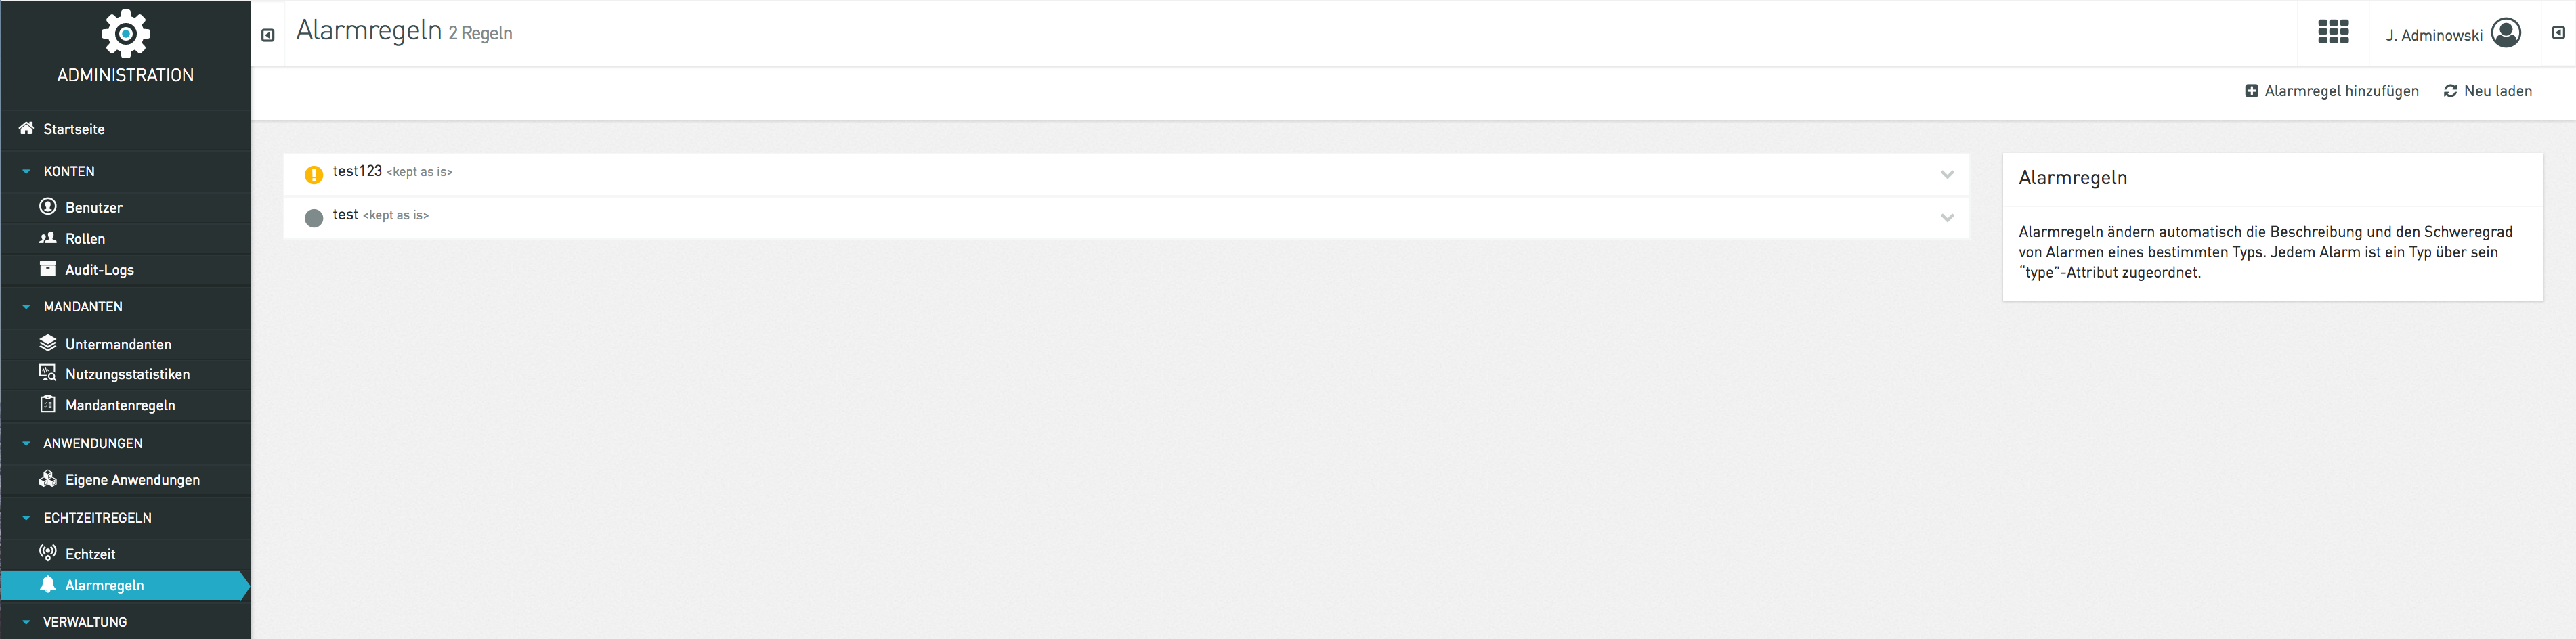 ADMINISTRATION
Startseite
KONTEN
Benutzer
Rollen
Audit-Logs
MANDANTEN
Untermandanten
Nutzungsstatistiken
Mandantenregeln
ANWENDUNGEN
Eigene Anwendungen
ECHTZEITREGELN
Echtzeit
Alarmregeln
VERWALTUNG
Alarmregeln 2 Regeln
J. Adminowski
Alarmregel hinzufügen Neu laden
test123 <kept as is>
test <kept as is>
Alarmregeln
Alarmregeln ändern automatisch die Beschreibung und den Schweregrad
von Alarmen eines bestimmten Typs. Jedem Alarm ist ein Typ über sein
“type”-Attribut zugeordnet.